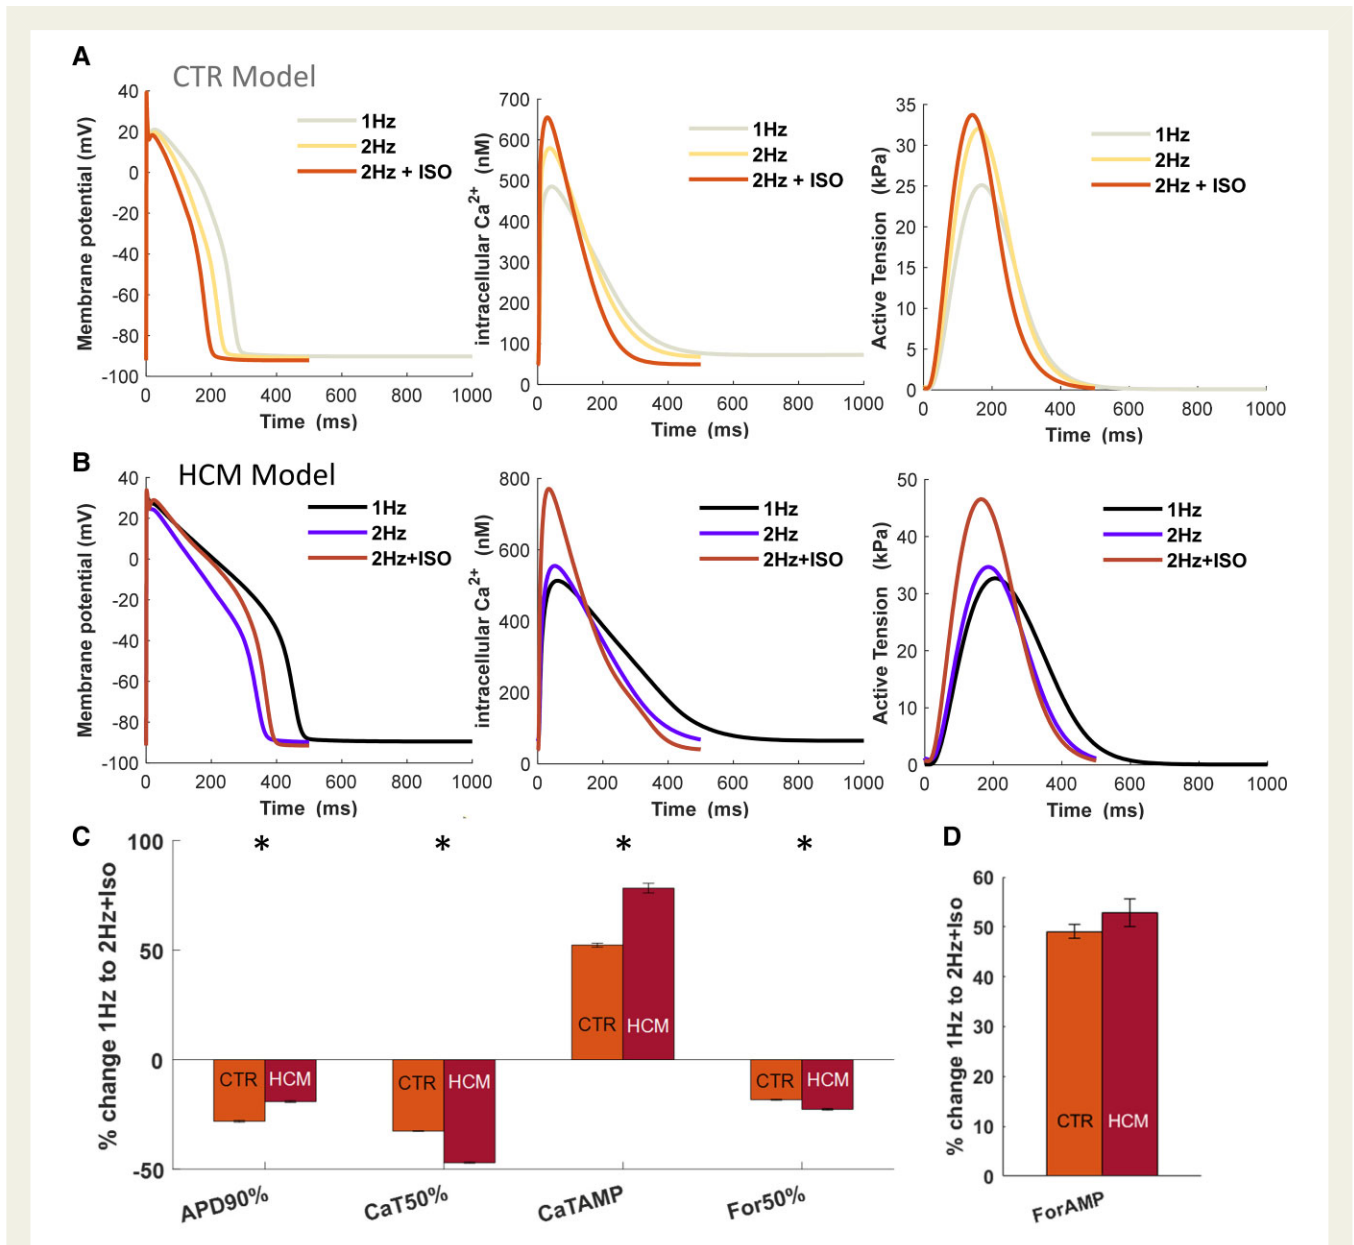 A
CTR Model
Membrane potential (mV)
40
20
0
-20
-40
-60
-80
-100
1Hz
2Hz
2Hz + ISO
0 200 400 600 800 1000
Time (ms)
intracellular Ca2+ (nM)
700
600
500
400
300
200
100
0
1Hz
2Hz
2Hz + ISO
0 200 400 600 800 1000
Time (ms)
Active Tension (kPa)
35
30
25
20
15
10
5
0
1Hz
2Hz
2Hz + ISO
0 200 400 600 800 1000
Time (ms)
B
HCM Model
Membrane potential (mV)
40
20
0
-20
-40
-60
-80
-100
1Hz
2Hz
2Hz+ISO
0 200 400 600 800 1000
Time (ms)
intracellular Ca2+ (nM)
800
600
400
200
0
1Hz
2Hz
2Hz+ISO
0 200 400 600 800 1000
Time (ms)
Active Tension (kPa)
50
40
30
20
10
0
1Hz
2Hz
2Hz+ISO
0 200 400 600 800 1000
Time (ms)
C
% change 1Hz to 2Hz+Iso
100
50
0
-50
* * * *
CTR HCM
CTR HCM
CTR HCM
CTR HCM
APD90% CaT50% CaTAMP For50%
D
% change 1Hz to 2Hz+Iso
60
50
40
30
20
10
0
CTR HCM
ForAMP